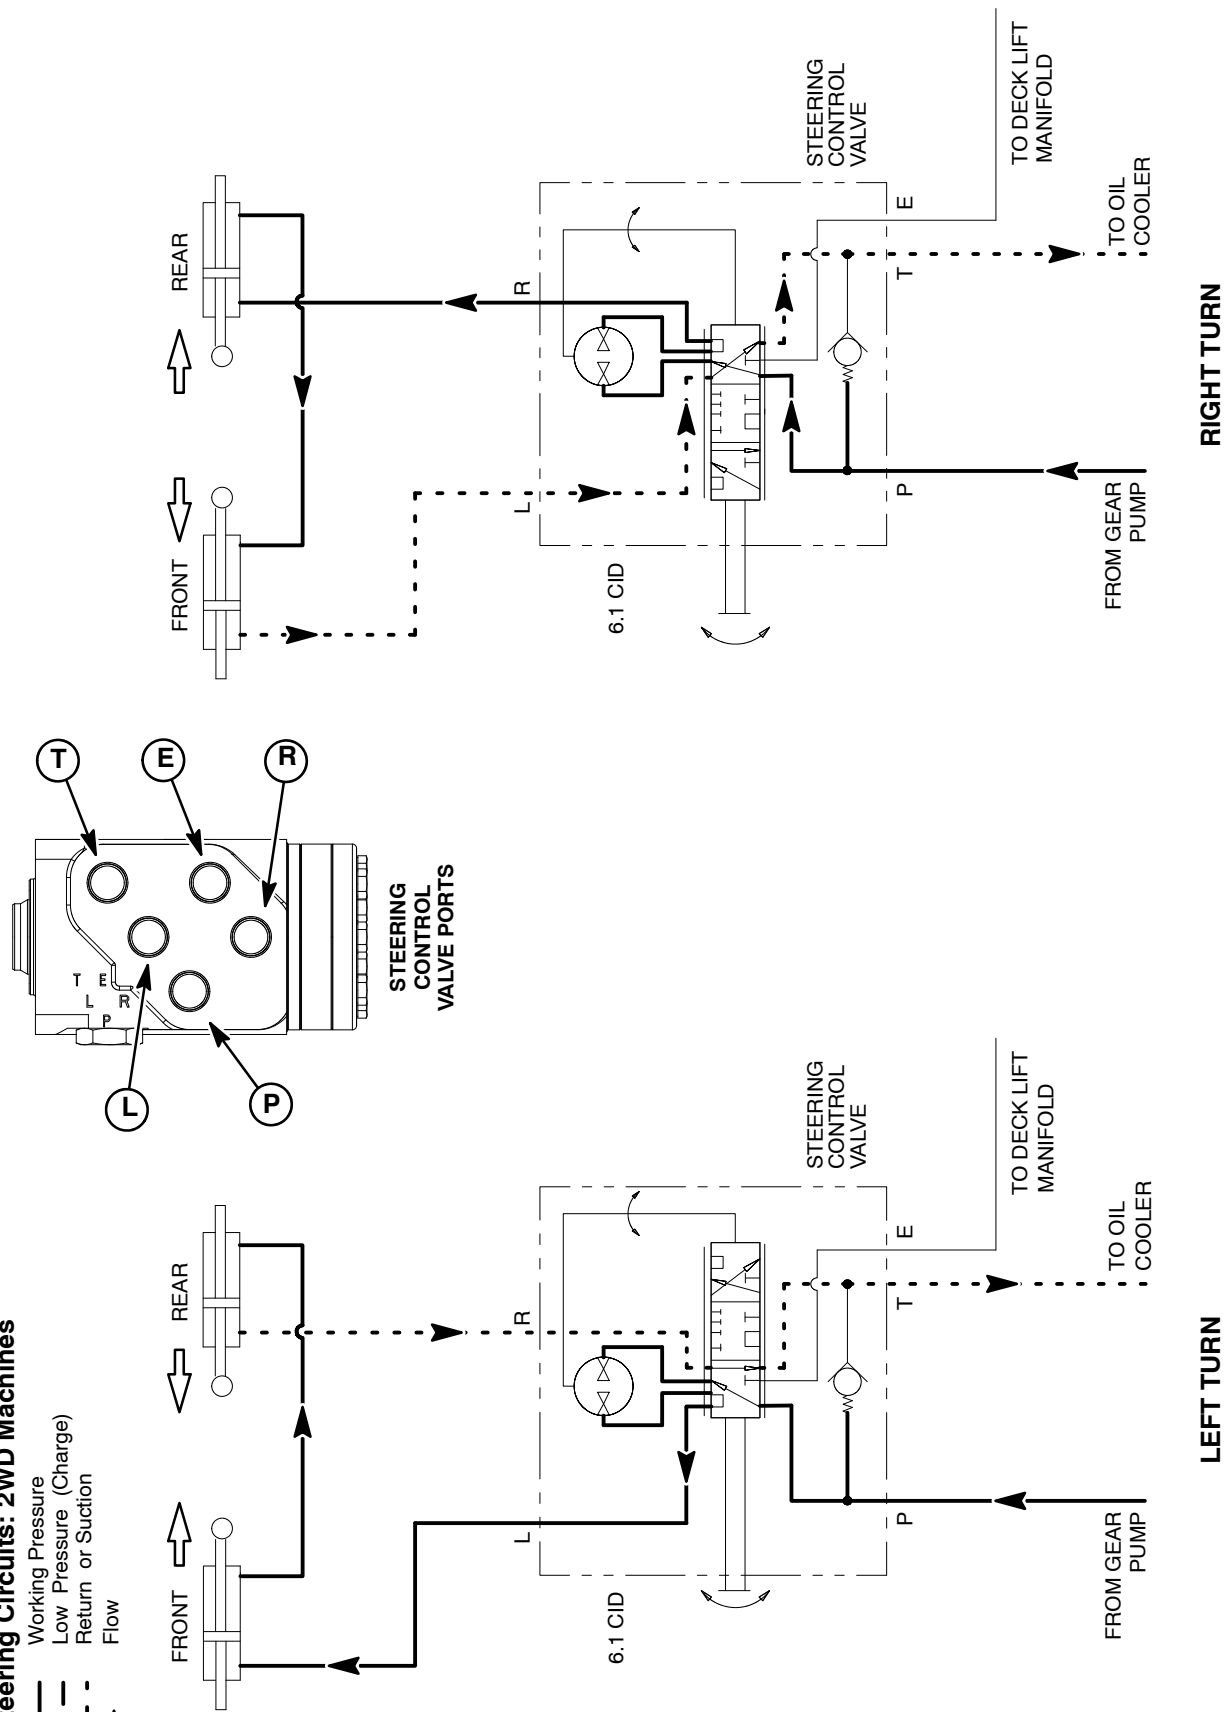 eering Circuits: 2WD Machines
Working Pressure
Low Pressure (Charge)
Return or Suction
Flow
FRONT
REAR
L
R
6.1 CID
STEERING
CONTROL
VALVE
P
T
E
FROM GEAR
PUMP
TO OIL
COOLER
TO DECK LIFT
MANIFOLD
LEFT TURN
T
E
R
L
P
T E
L R
P
STEERING
CONTROL
VALVE PORTS
FRONT
REAR
L
R
6.1 CID
STEERING
CONTROL
VALVE
P
T
E
FROM GEAR
PUMP
TO OIL
COOLER
TO DECK LIFT
MANIFOLD
RIGHT TURN